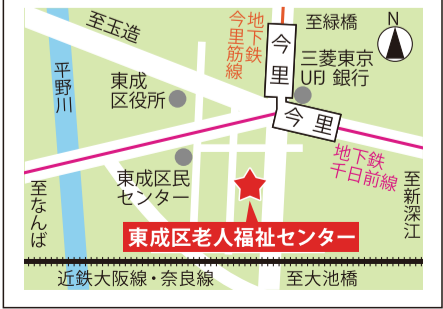 至玉造
地下鉄
今里筋線
至緑橋
N
今里
三菱東京
UFJ 銀行
平野川
東成
区役所
今里
地下鉄
千日前線
東成区民
センター
至なんば
至新深江
東成区老人福祉センター
近鉄大阪線・奈良線
至大池橋